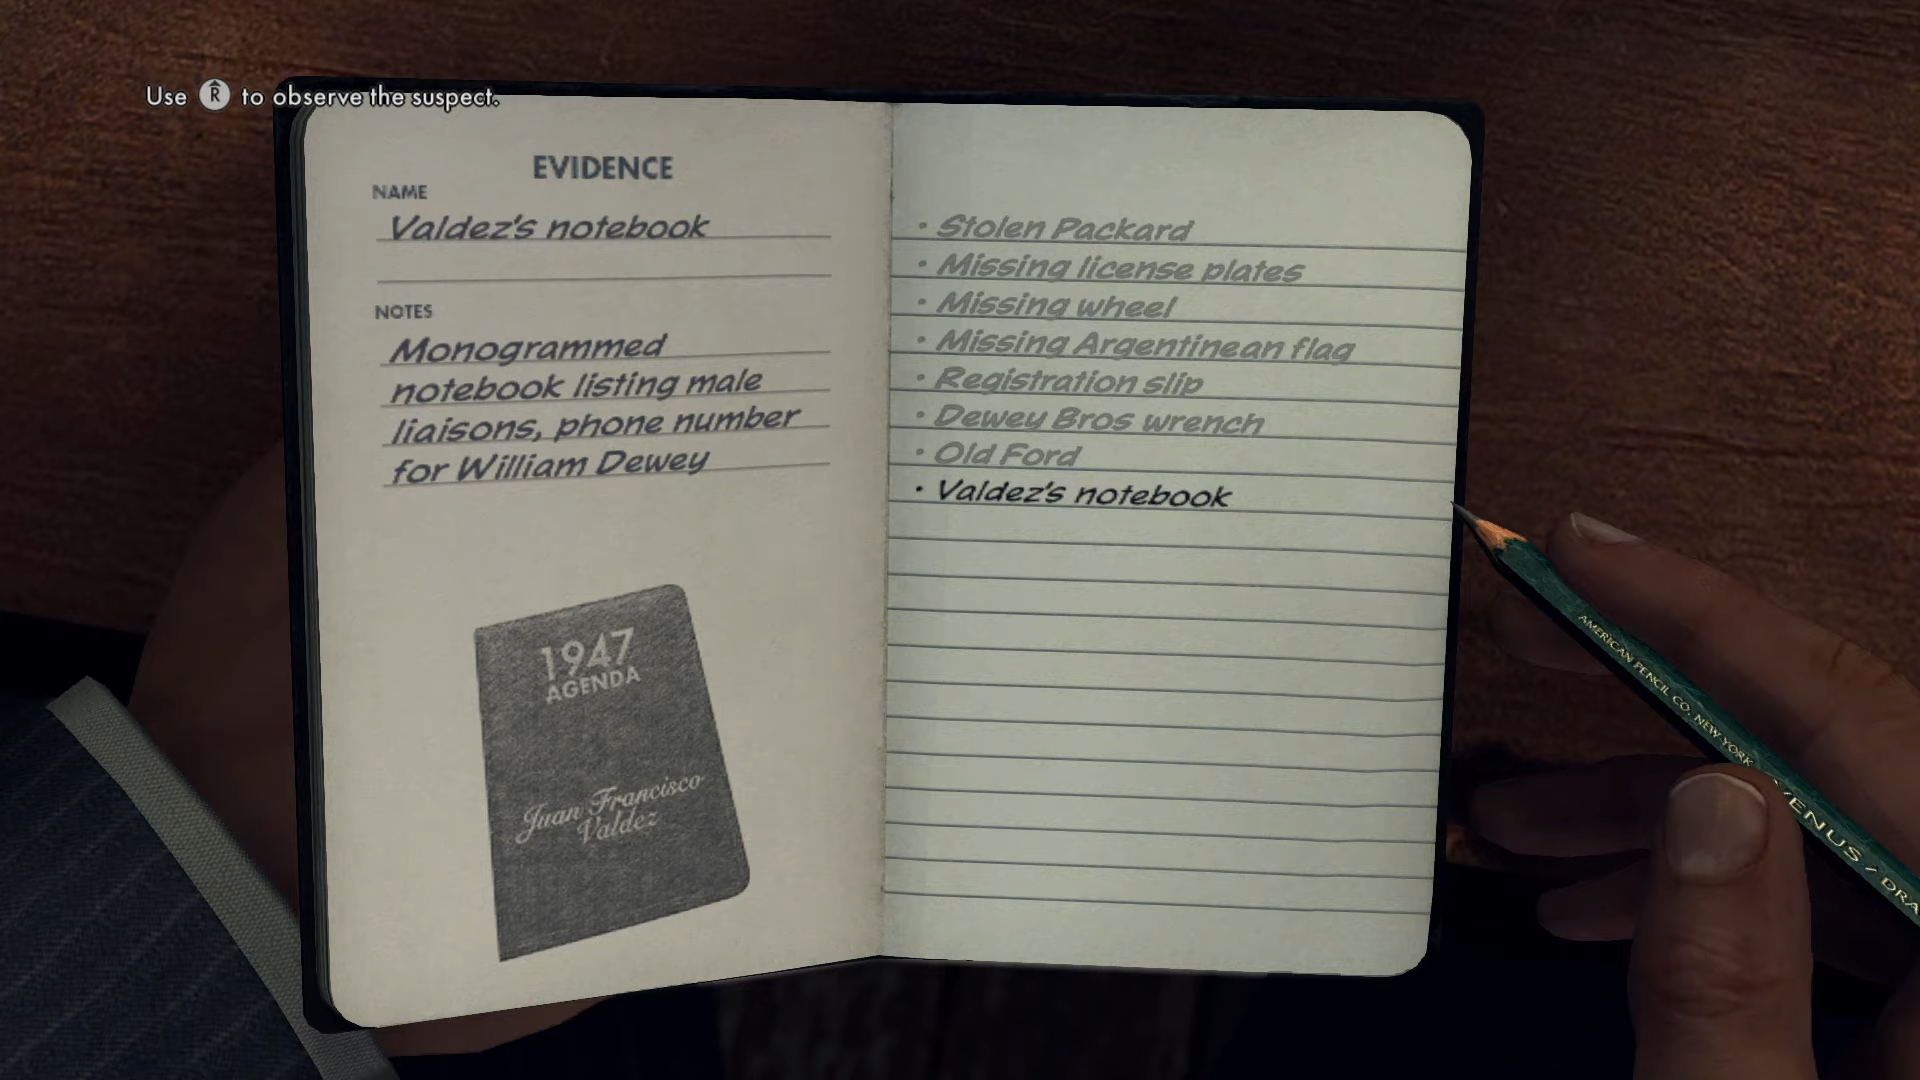 Use R to observe the suspect.
EVIDENCE
NAME
Valdez's notebook
NOTES
Monogrammed
notebook listing male
liaisons, phone number
for William Dewey
1947
AGENDA
Juan Francisco
Valdez
• Stolen Packard
• Missing license plates
• Missing wheel
• Missing Argentinean flag
• Registration slip
• Dewey Bros wrench
• Old Ford
• Valdez's notebook
AMERICAN PENCIL CO. NEW-YORK
VENUS / DRA